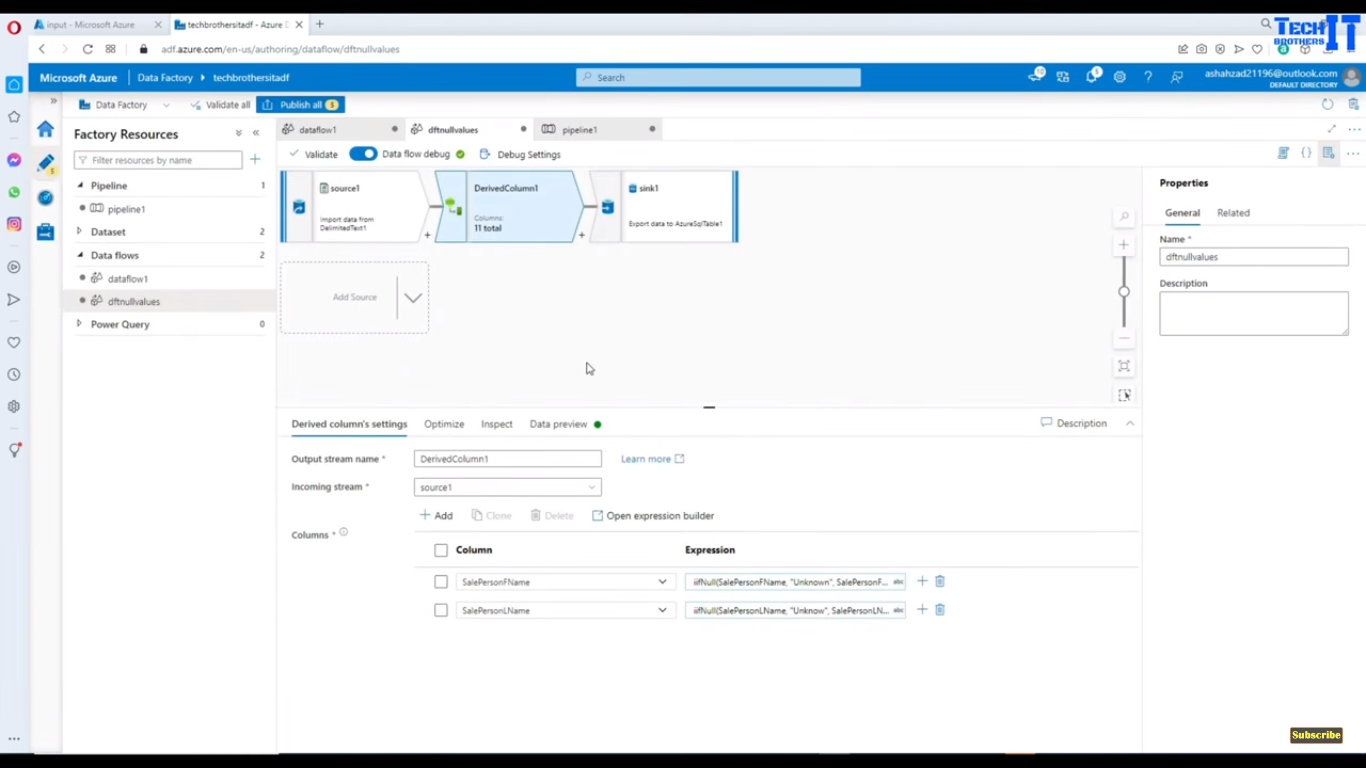 input - Microsoft Azure
techbrothersitadf - Azure D
TECH IT
BROTHERS
adf.azure.com/en-us/authoring/dataflow/dftnullvalues
Microsoft Azure
Data Factory
techbrothersitadf
Search
10
1
ashahzad21196@outlook.com
DEFAULT DIRECTORY
Data Factory
Validate all
Publish all
5
Factory Resources
Filter resources by name
Pipeline
1
pipeline1
Dataset
2
Data flows
2
dataflow1
dftnullvalues
Power Query
0
dataflow1
dftnullvalues
pipeline1
Validate
Data flow debug
Debug Settings
source1
Import data from
DelimitedText1
DerivedColumn1
Columns:
11 total
sink1
Export data to AzureSqlTable1
Add Source
Properties
General
Related
Name *
dftnullvalues
Description
Derived column's settings
Optimize
Inspect
Data preview
Description
Output stream name *
DerivedColumn1
Learn more
Incoming stream *
source1
Add
Clone
Delete
Open expression builder
Columns *
Column
Expression
SalePersonFName
iifNull(SalePersonFName, "Unknown", SalePersonF...
abc
SalePersonLName
iifNull(SalePersonLName, "Unknow", SalePersonLN...
abc
Subscribe